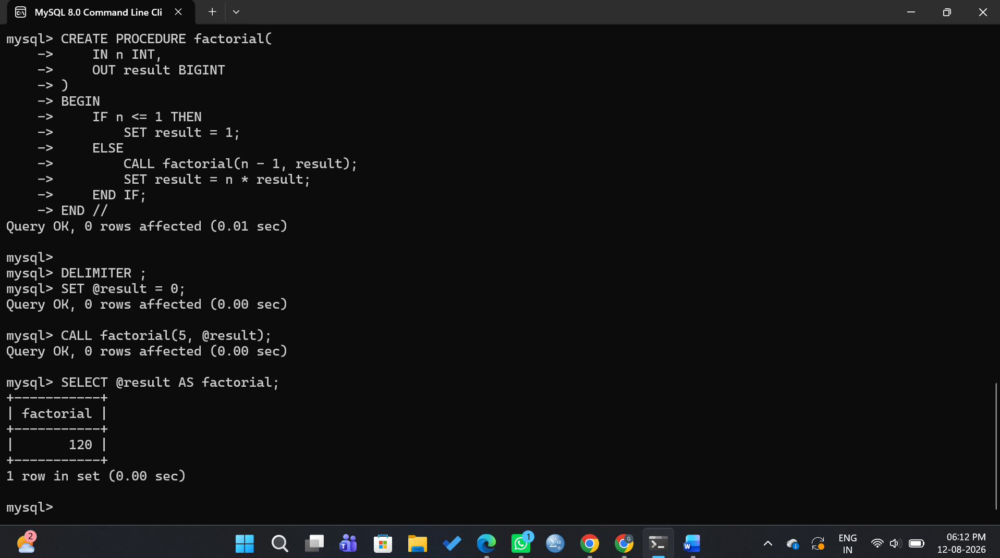 MySQL 8.0 Command Line Cli
mysql> CREATE PROCEDURE factorial(
    ->     IN n INT,
    ->     OUT result BIGINT
    -> )
    -> BEGIN
    ->     IF n <= 1 THEN
    ->         SET result = 1;
    ->     ELSE
    ->         CALL factorial(n - 1, result);
    ->         SET result = n * result;
    ->     END IF;
    -> END //
Query OK, 0 rows affected (0.01 sec)
mysql>
mysql> DELIMITER ;
mysql> SET @result = 0;
Query OK, 0 rows affected (0.00 sec)
mysql> CALL factorial(5, @result);
Query OK, 0 rows affected (0.00 sec)
mysql> SELECT @result AS factorial;
+-----------+
| factorial |
+-----------+
|       120 |
+-----------+
1 row in set (0.00 sec)
mysql>
2
1
ENG
IN
06:12 PM
12-08-2026